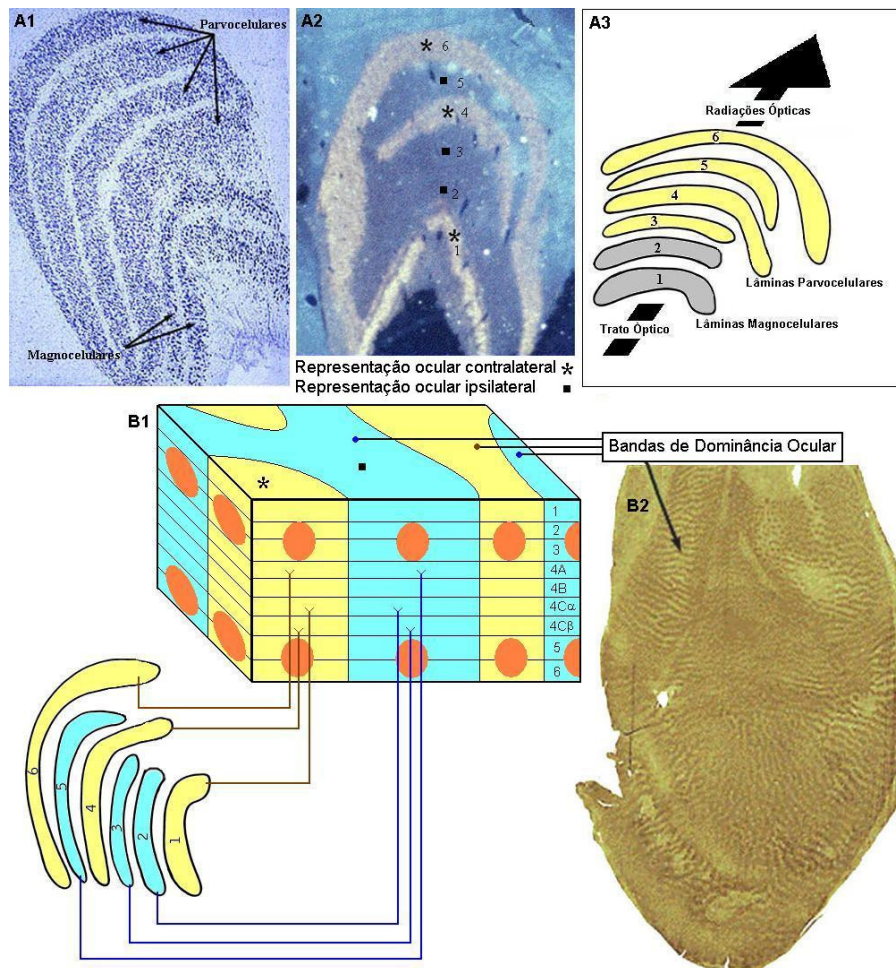 A1
Parvocelulares
Magnocelulares
A2
6
5
4
3
2
1
Representação ocular contralateral *
Representação ocular ipsilateral ■
A3
Radiações Ópticas
6
5
4
3
2
1
Lâminas Parvocelulares
Trato Óptico
Lâminas Magnocelulares
B1
Bandas de Dominância Ocular
1
2
3
4A
4B
4Cα
4Cβ
5
6
6
5
4
3
2
1
B2